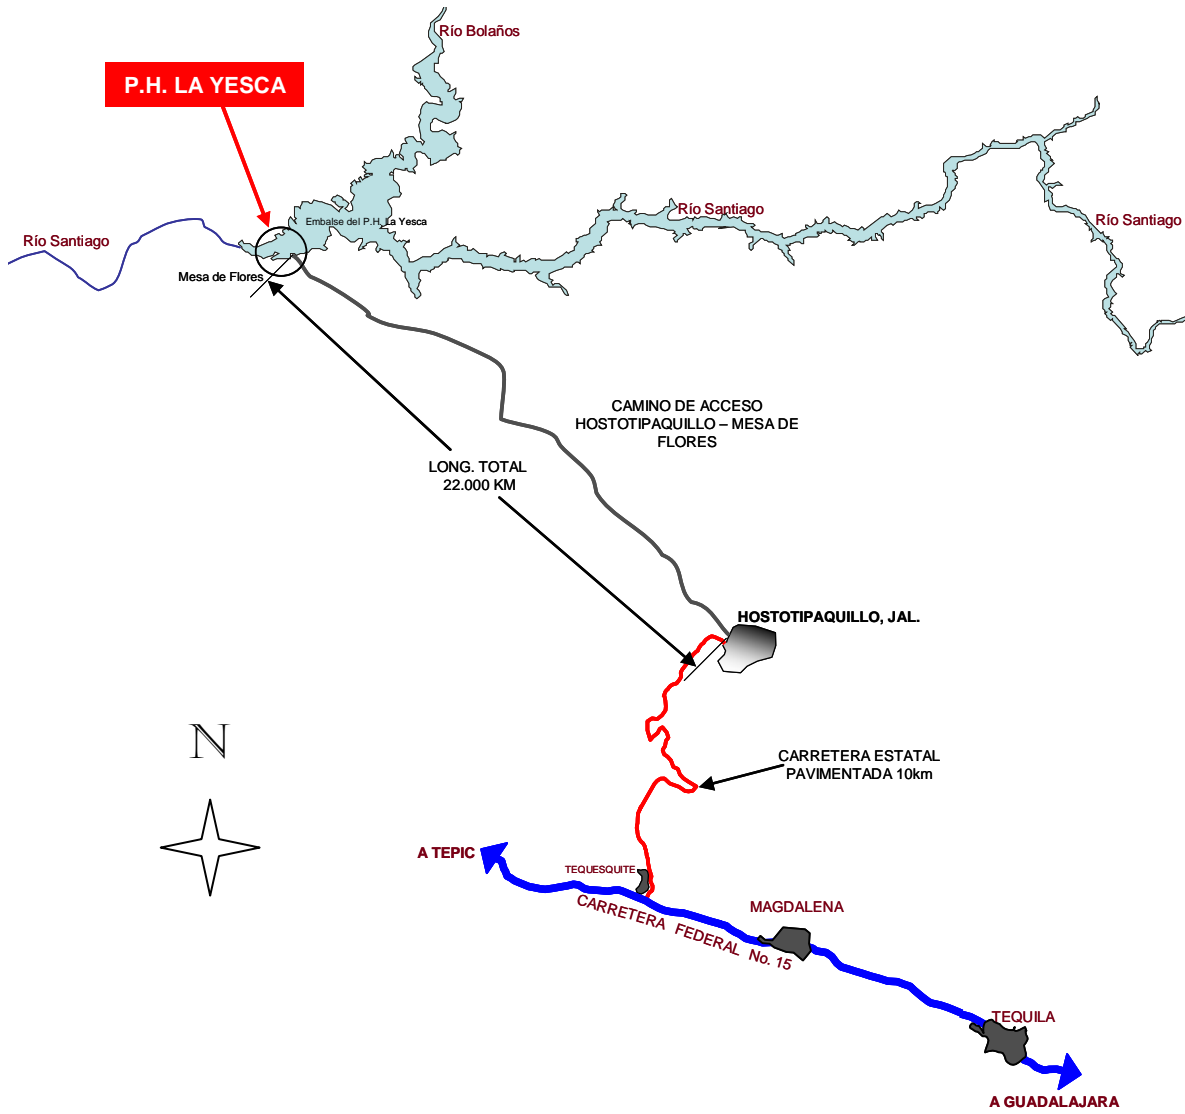 Río Bolaños
P.H. LA YESCA
Río Santiago
Embalse del P.H. La Yesca
Río Santiago
Río Santiago
Mesa de Flores
CAMINO DE ACCESO
HOSTOTIPAQUILLO – MESA DE
FLORES
LONG. TOTAL
22.000 KM
HOSTOTIPAQUILLO, JAL.
N
CARRETERA ESTATAL
PAVIMENTADA 10km
A TEPIC
TEQUESQUITE
CARRETERA FEDERAL No. 15
MAGDALENA
TEQUILA
A GUADALAJARA